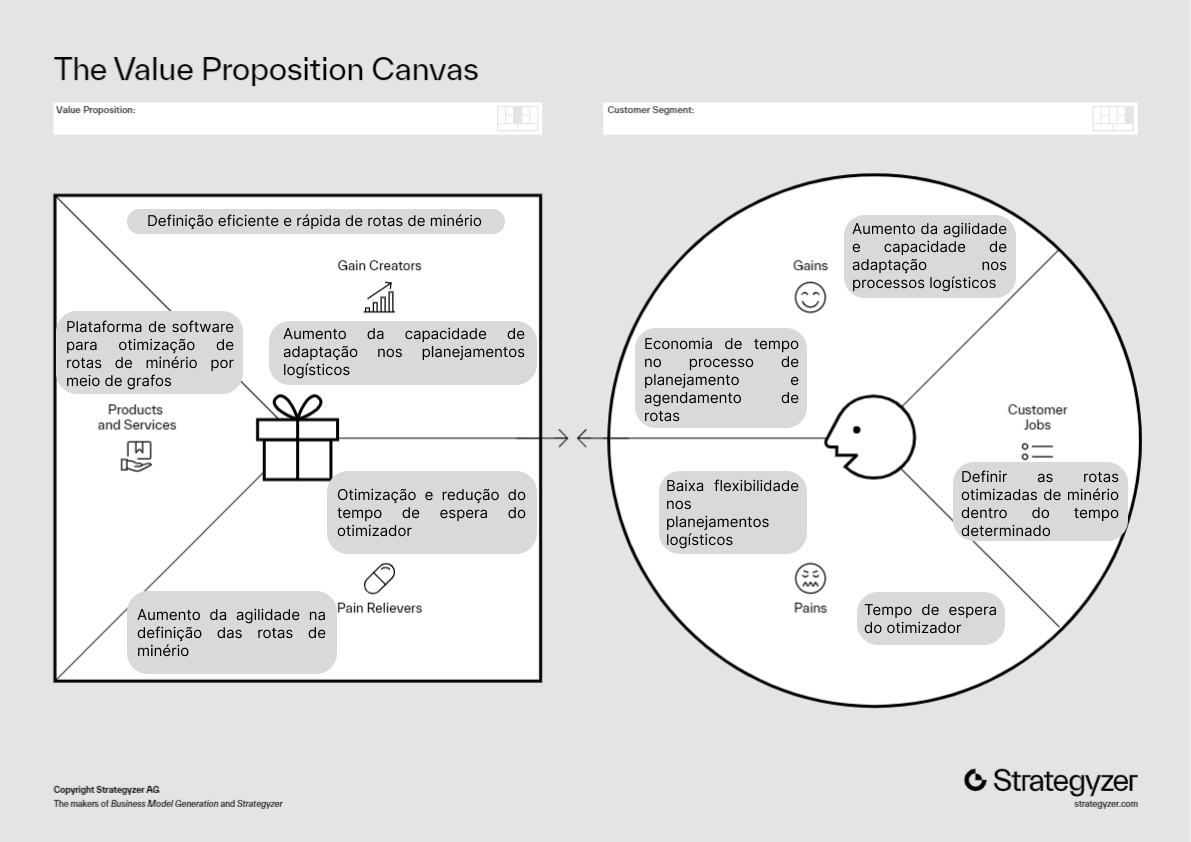 The Value Proposition Canvas
Value Proposition:
Customer Segment:
Definição eficiente e rápida de rotas de minério
Gain Creators
Aumento da capacidade de
adaptação nos planejamentos
logísticos
Plataforma de software
para otimização de
rotas de minério por
meio de grafos
Products
and Services
Otimização e redução do
tempo de espera do
otimizador
Pain Relievers
Aumento da agilidade na
definição das rotas de
minério
Aumento da agilidade
e capacidade de
adaptação nos
processos logísticos
Gains
Economia de tempo
no processo de
planejamento e
agendamento de
rotas
Customer
Jobs
Definir as rotas
otimizadas de minério
dentro do tempo
determinado
Baixa flexibilidade
nos
planejamentos
logísticos
Pains
Tempo de espera
do otimizador
Copyright Strategyzer AG
The makers of Business Model Generation and Strategyzer
Strategyzer
strategyzer.com